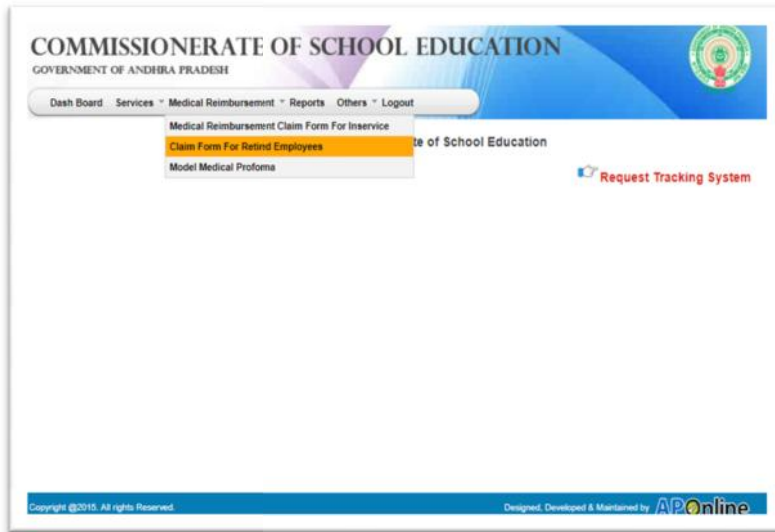 COMMISSIONERATE OF SCHOOL EDUCATION
GOVERNMENT OF ANDHRA PRADESH
Dash Board Services Medical Reimbursement Reports Others Logout
Medical Reimbursement Claim Form For Inservice
Claim Form For Retind Employees
Model Medical Proforna
te of School Education
Request Tracking System
Copyright @2015. All rights Reserved.
Designed, Developed & Maintained by APOnline